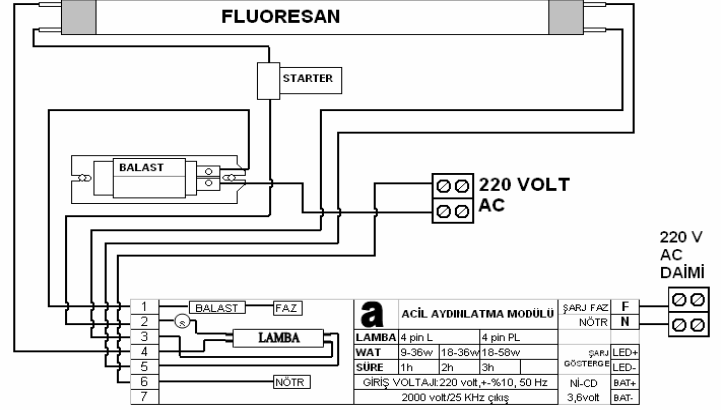 FLUORESAN
STARTER
BALAST
220 VOLT
AC
220 V
AC
DAİMİ
1
2
3
4
5
6
7
BALAST
FAZ
LAMBA
NÖTR
a
ACİL AYDINLATMA MODÜLÜ
ŞARJ FAZ F
NÖTR N
LAMBA 4 pin L 4 pin PL
WAT 9-36w 18-36w 18-58w
SÜRE 1h 2h 3h
ŞARJ
GÖSTERGE
LED+
LED-
GİRİŞ VOLTAJI:220 volt,+-%10, 50 Hz
2000 volt/25 KHz çıkış
Nİ-CD
3,6volt
BAT+
BAT-